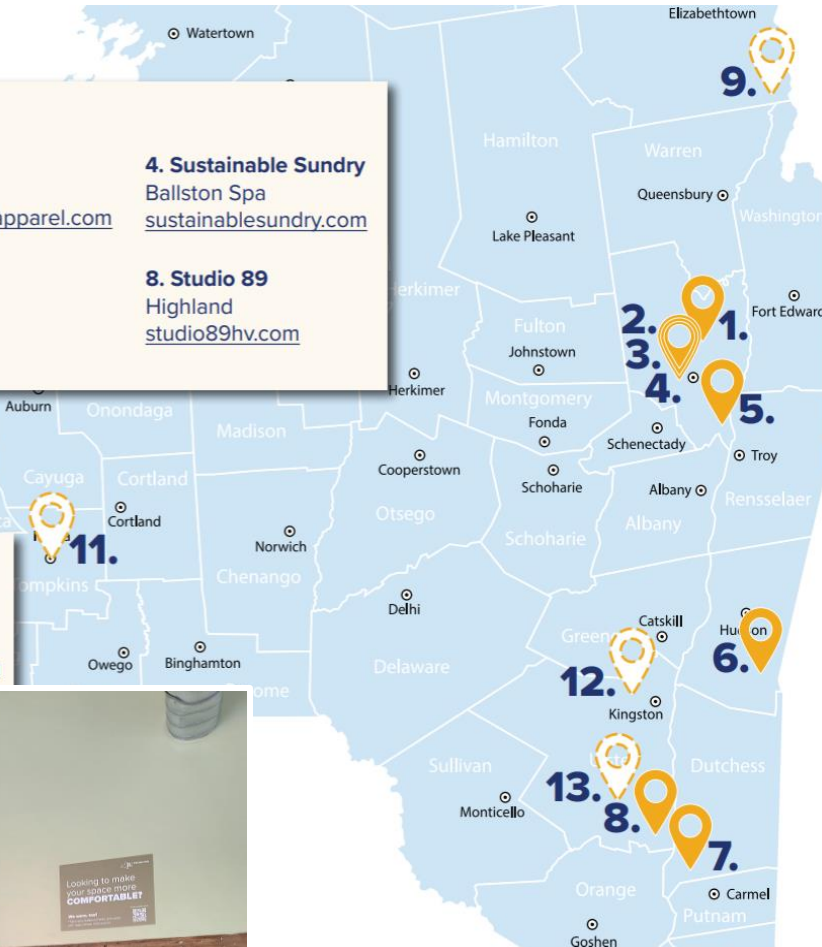 Watertown
Elizabethtown
9.
Hamilton
Warren
4. Sustainable Sundry
Ballston Spa
apparel.com
sustainablesundry.com
Queensbury
Washington
Lake Pleasant
8. Studio 89
Highland
studio89hv.com
Herkimer
Fort Edward
Fulton
2.
1.
Johnstown
3.
4.
Herkimer
Auburn
Onondaga
Montgomery
5.
Madison
Fonda
Schenectady
Cooperstown
Troy
Cayuga
Cortland
Schoharie
Albany
Rensselaer
Cortland
Otsego
Albany
11.
Norwich
Schoharie
Tompkins
Chenango
Delhi
Catskill
Greene
Hudson
Owego
Binghamton
Delaware
6.
12.
Kingston
Sullivan
Ulster
Dutchess
13.
Monticello
8.
7.
Looking to make
your space more
COMFORTABLE?
Orange
Carmel
Putnam
Goshen